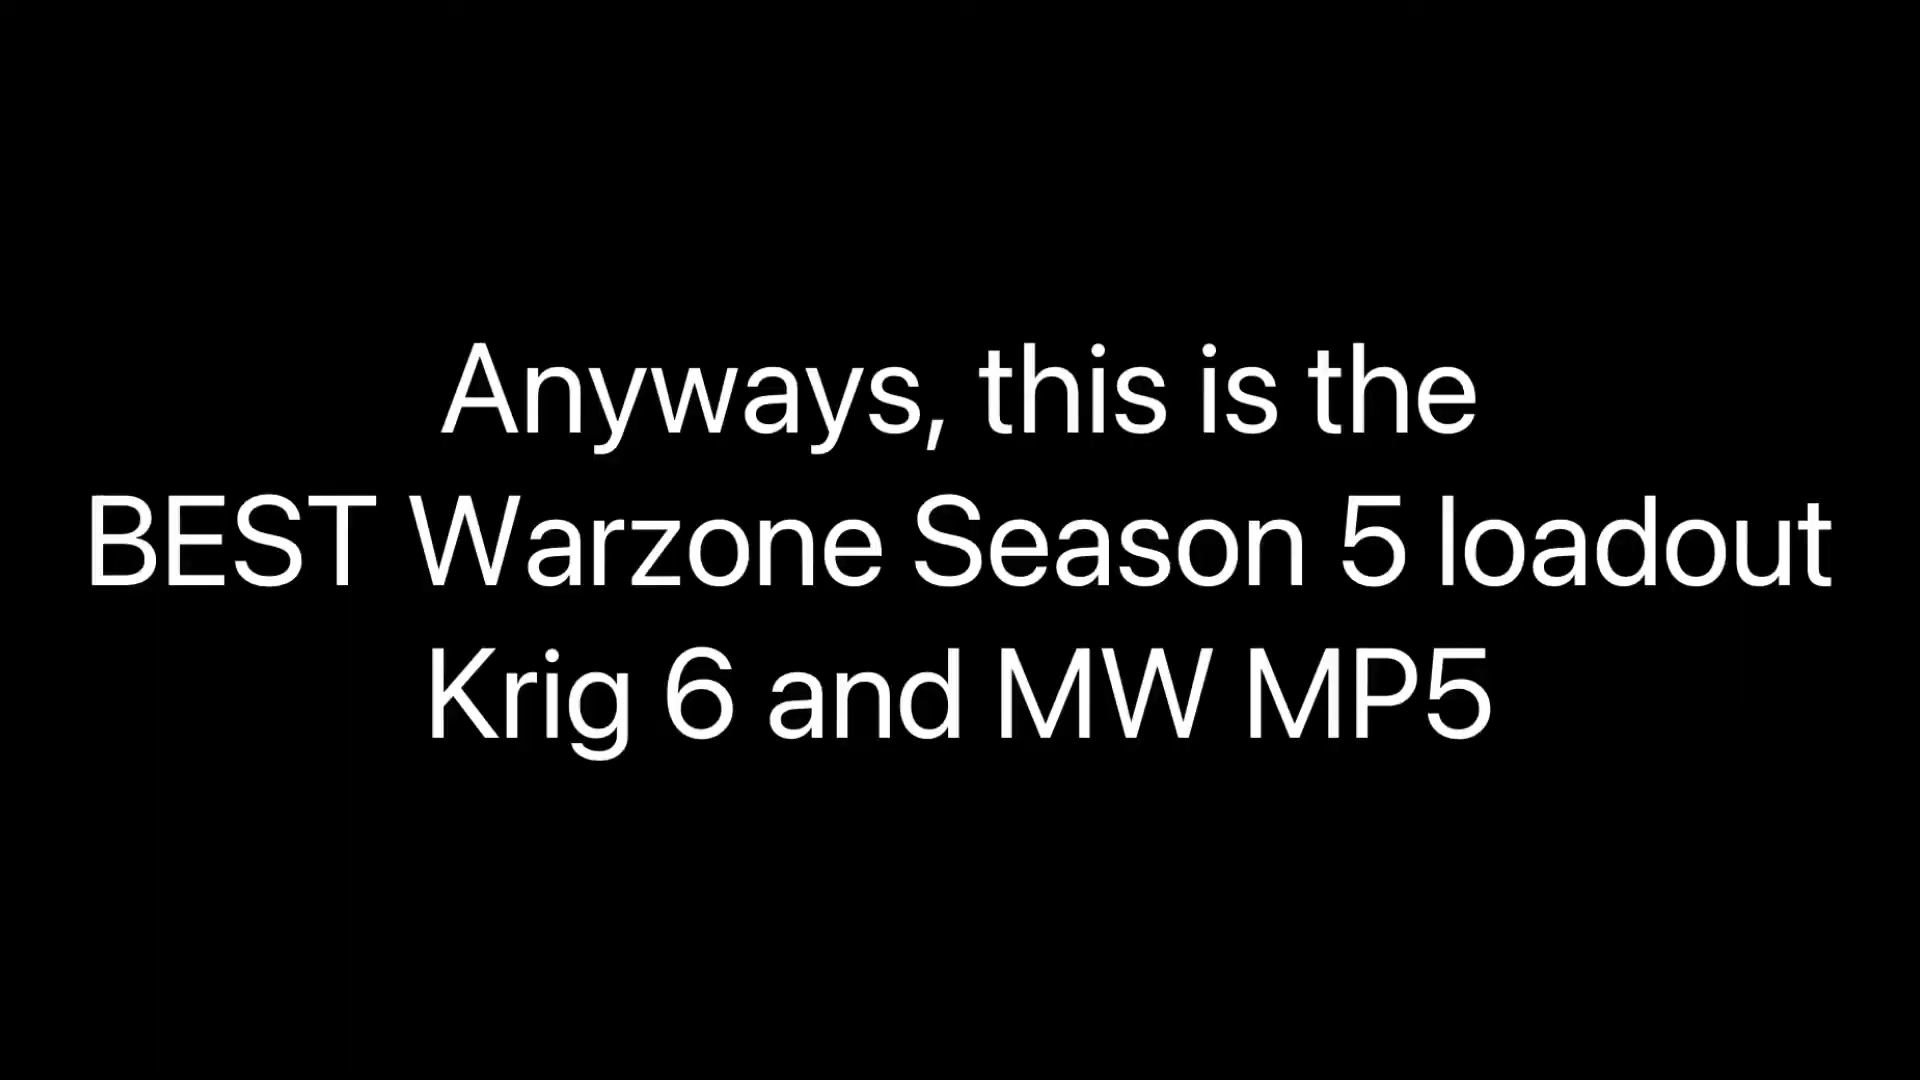 Anyways, this is the
BEST Warzone Season 5 loadout
Krig 6 and MW MP5